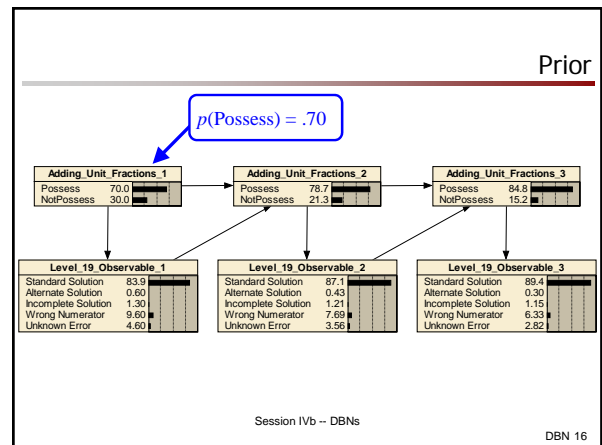 Prior
p(Possess) = .70
Adding_Unit_Fractions_1
Possess 70.0
NotPossess 30.0
Adding_Unit_Fractions_2
Possess 78.7
NotPossess 21.3
Adding_Unit_Fractions_3
Possess 84.8
NotPossess 15.2
Level_19_Observable_1
Standard Solution 83.9
Alternate Solution 0.60
Incomplete Solution 1.30
Wrong Numerator 9.60
Unknown Error 4.60
Level_19_Observable_2
Standard Solution 87.1
Alternate Solution 0.43
Incomplete Solution 1.21
Wrong Numerator 7.69
Unknown Error 3.56
Level_19_Observable_3
Standard Solution 89.4
Alternate Solution 0.30
Incomplete Solution 1.15
Wrong Numerator 6.33
Unknown Error 2.82
Session IVb -- DBNs
DBN 16